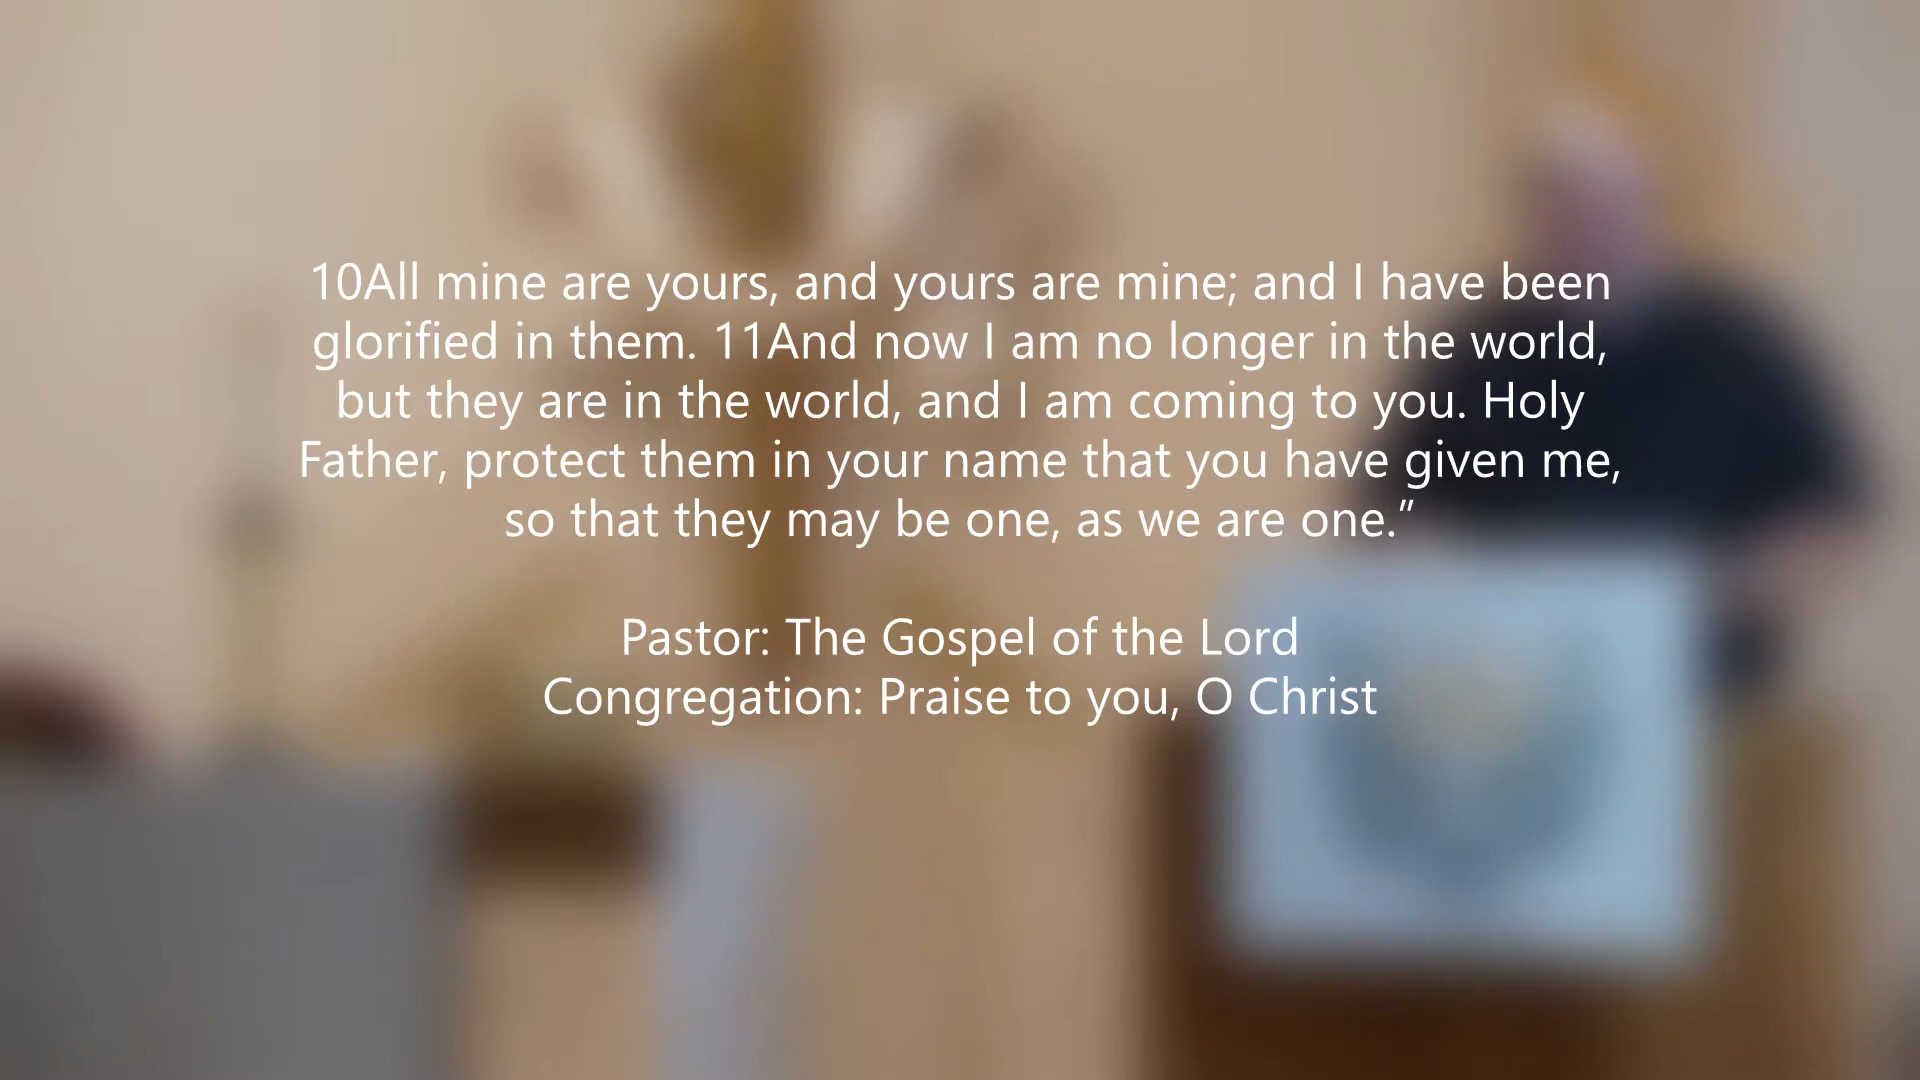 10All mine are yours, and yours are mine; and I have been
glorified in them. 11And now I am no longer in the world,
but they are in the world, and I am coming to you. Holy
Father, protect them in your name that you have given me,
so that they may be one, as we are one.”
Pastor: The Gospel of the Lord
Congregation: Praise to you, O Christ